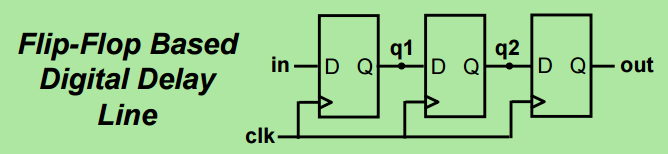 Flip-Flop Based
Digital Delay
Line
in D Q q1 D Q q2 D Q out
clk